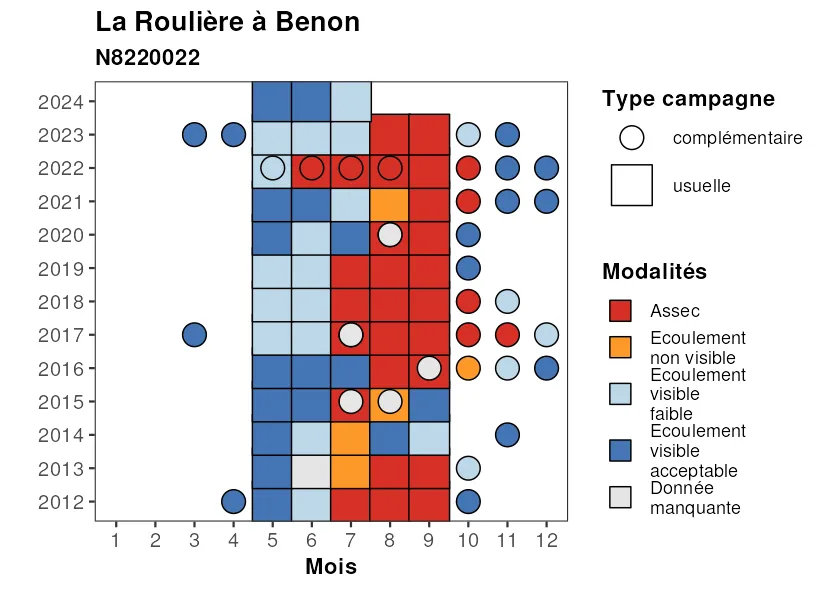 La Roulière à Benon
N8220022
2024
2023
2022
2021
2020
2019
2018
2017
2016
2015
2014
2013
2012
1 2 3 4 5 6 7 8 9 10 11 12
Mois
Type campagne
complémentaire
usuelle
Modalités
Assec
Ecoulement
non visible
Ecoulement
visible
faible
Ecoulement
visible
acceptable
Donnée
manquante